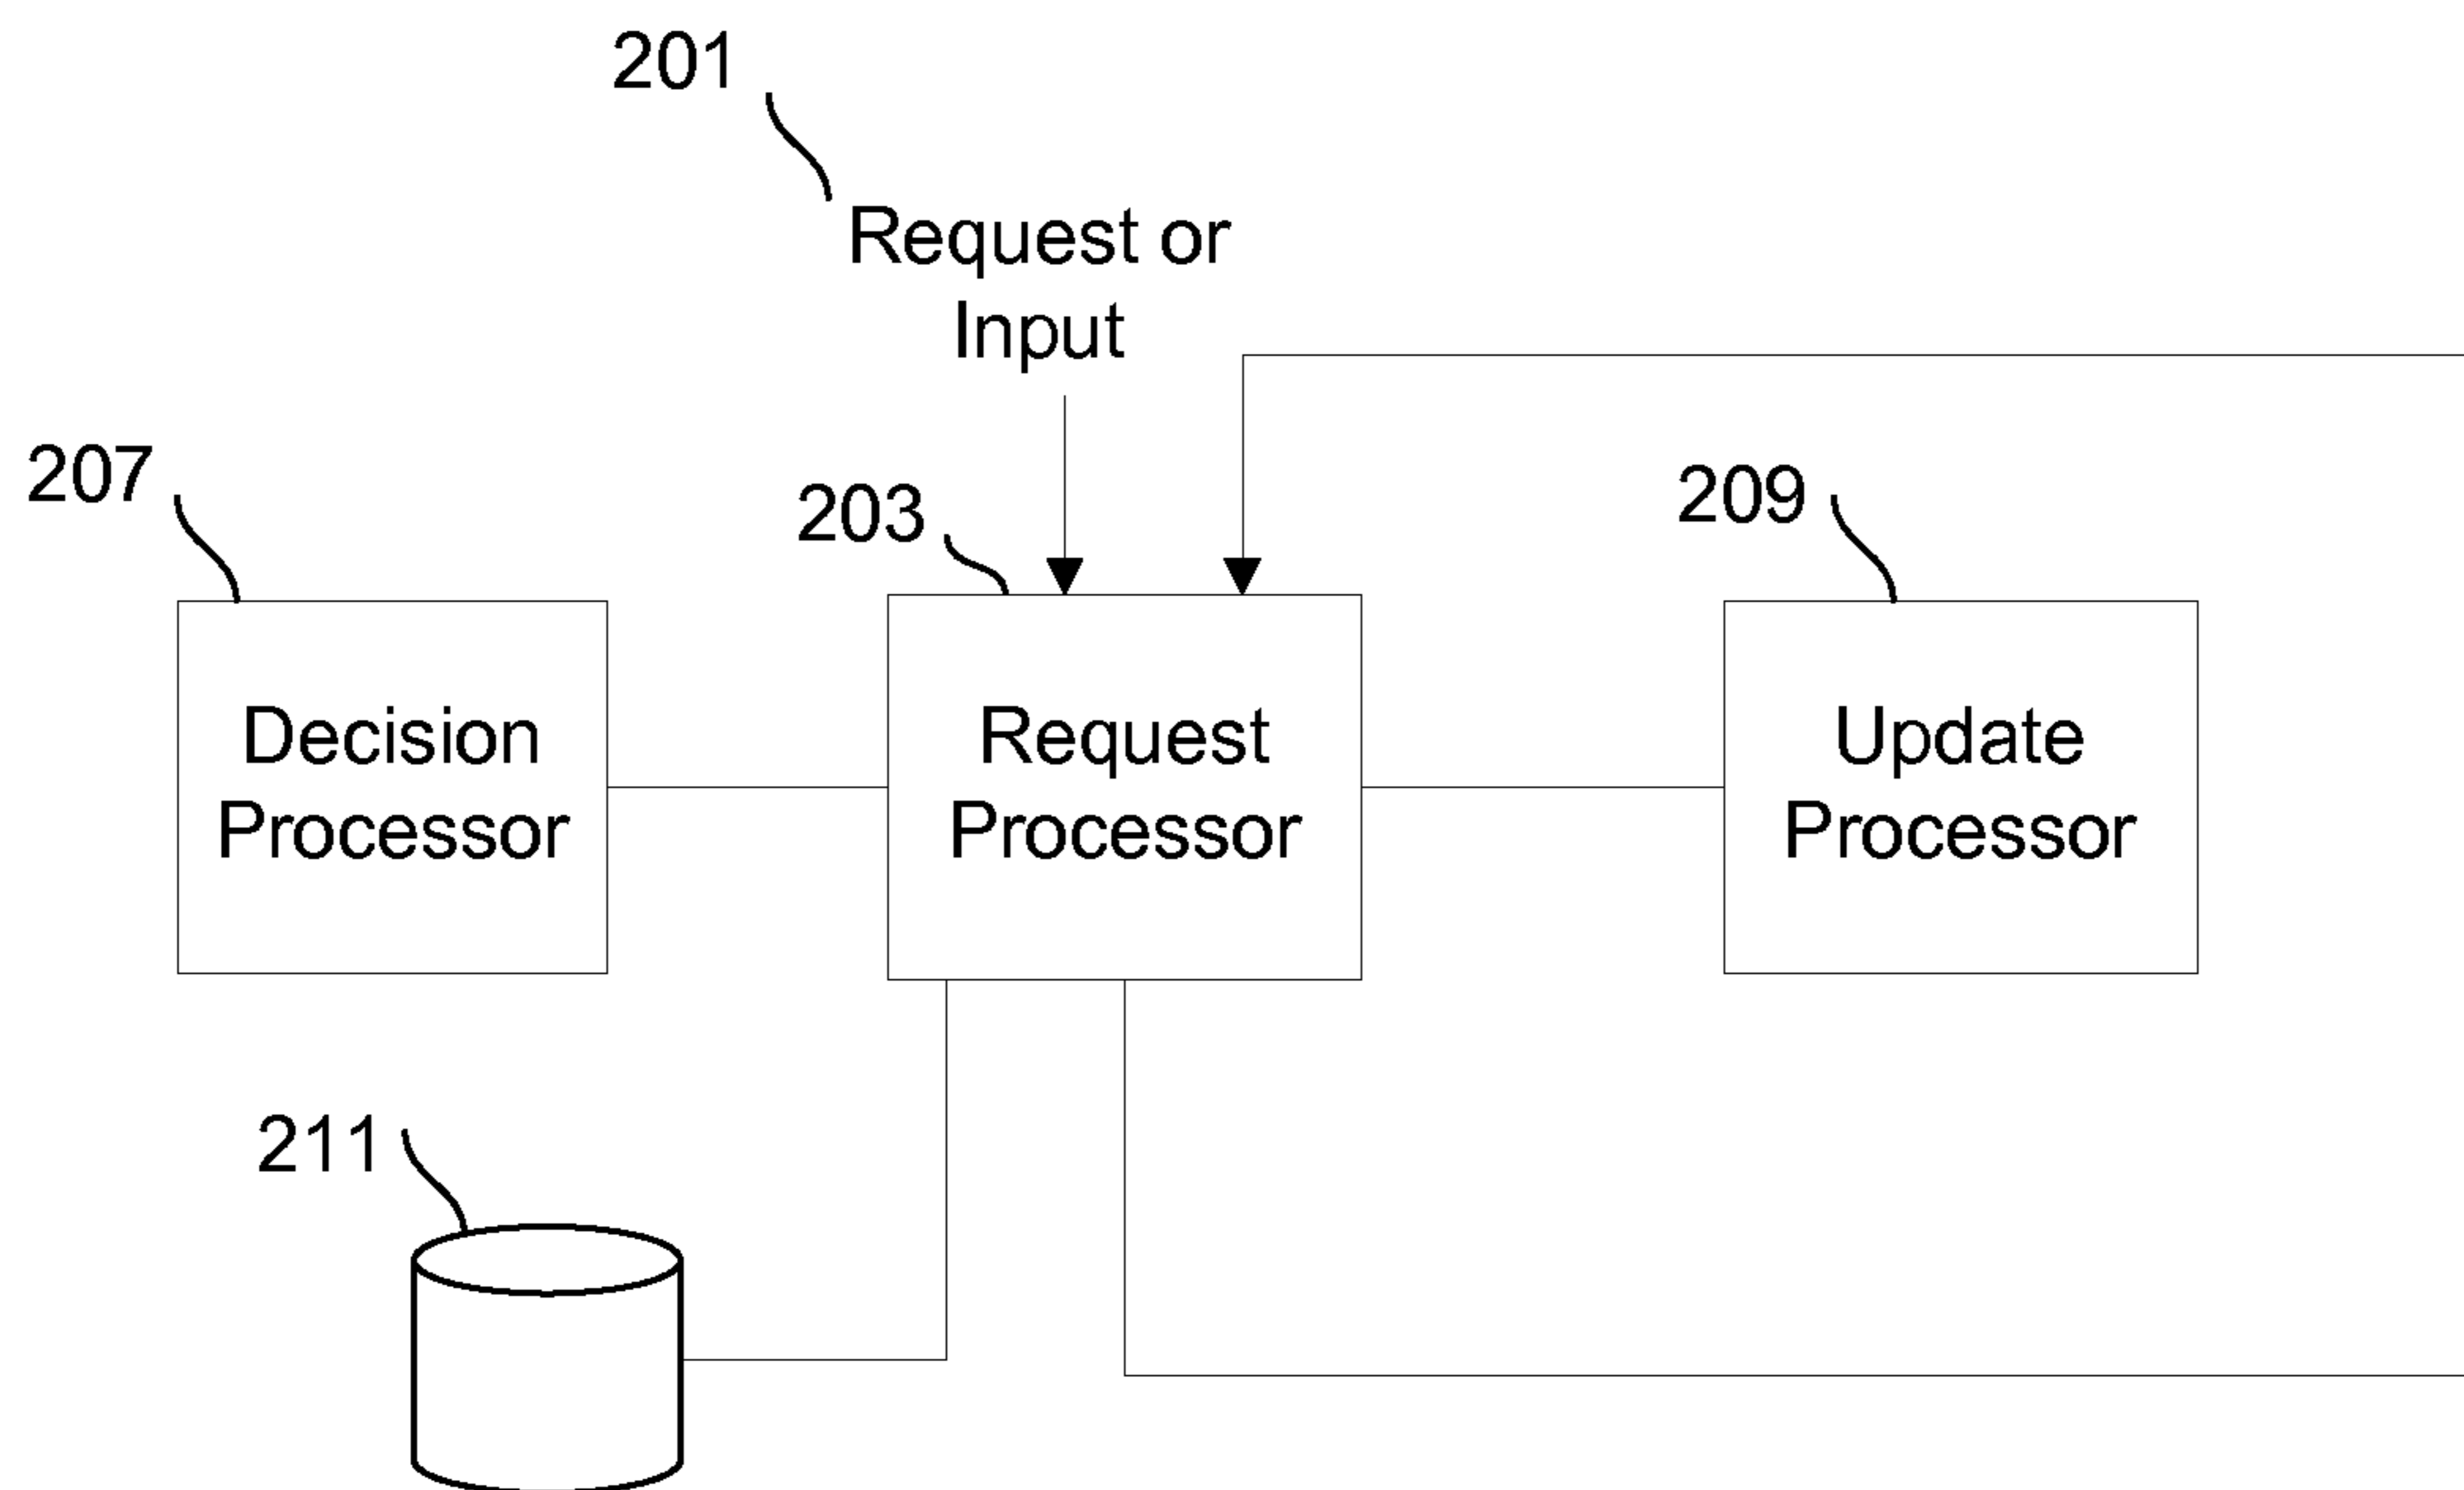 201
Request or
Input
207
203
209
Decision
Processor
Request
Processor
Update
Processor
211